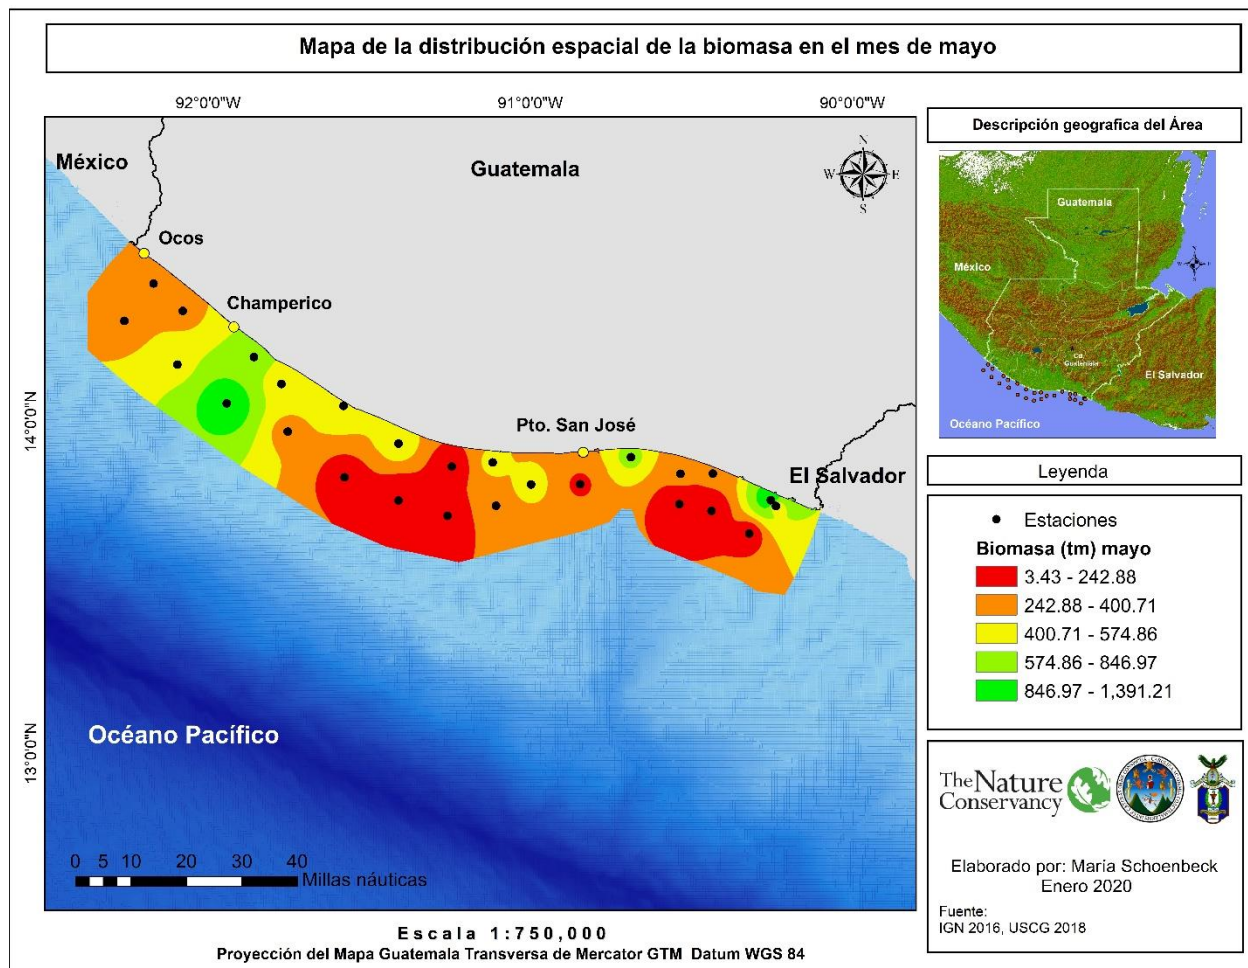 Mapa de la distribución espacial de la biomasa en el mes de mayo
92°0'0"W
91°0'0"W
90°0'0"W
14°0'0"N
13°0'0"N
México
Guatemala
N
W
E
S
Ocos
Champerico
Pto. San José
El Salvador
Océano Pacífico
0 5 10 20 30 40
Millas náuticas
Escala 1:750,000
Proyección del Mapa Guatemala Transversa de Mercator GTM Datum WGS 84
Descripción geografica del Área
Guatemala
N
W
E
S
México
CB
Guatemala
El Salvador
Océano Pacífico
Leyenda
Estaciones
Biomasa (tm) mayo
3.43 - 242.88
242.88 - 400.71
400.71 - 574.86
574.86 - 846.97
846.97 - 1,391.21
The Nature
Conservancy
Elaborado por: María Schoenbeck
Enero 2020
Fuente:
IGN 2016, USCG 2018